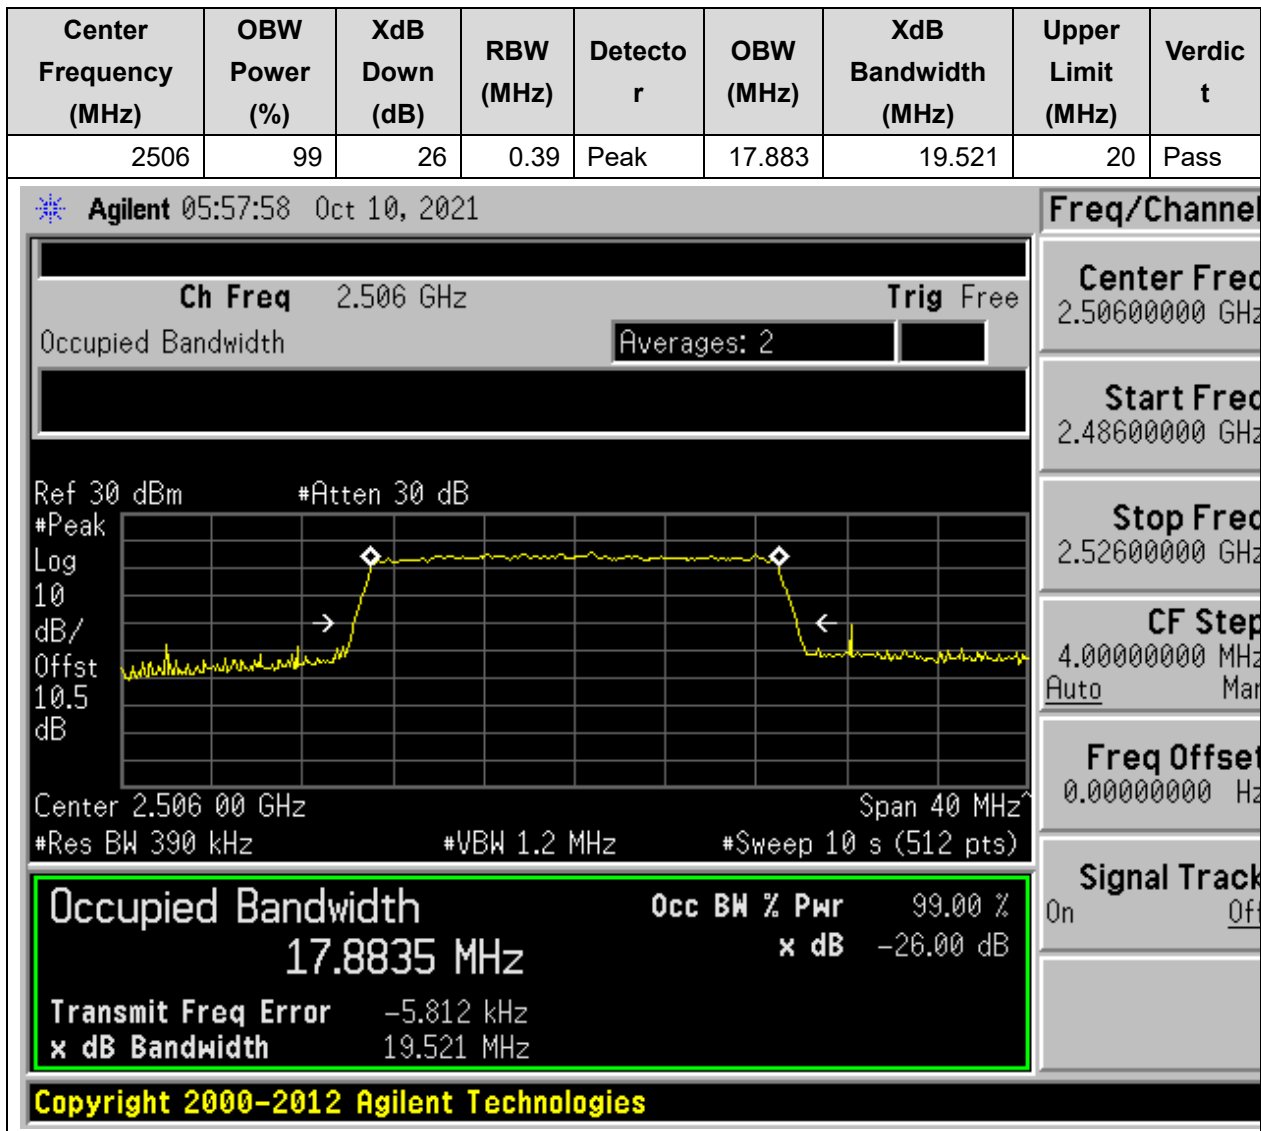 Center Frequency (MHz) OBW Power (%) XdB Down (dB) RBW (MHz) Detector OBW (MHz) XdB Bandwidth (MHz) Upper Limit (MHz) Verdict
2506 99 26 0.39 Peak 17.883 19.521 20 Pass
Agilent 05:57:58 Oct 10, 2021
Freq/Channel
Ch Freq 2.506 GHz Trig Free
Occupied Bandwidth Averages: 2
Ref 30 dBm #Atten 30 dB
#Peak
Log
10
dB/
Offst
10.5
dB
Center 2.506 00 GHz Span 40 MHz^
#Res BW 390 kHz #VBW 1.2 MHz #Sweep 10 s (512 pts)
Occupied Bandwidth
17.8835 MHz
Occ BW % Pwr 99.00 %
x dB -26.00 dB
Transmit Freq Error -5.812 kHz
x dB Bandwidth 19.521 MHz
Center Freq
2.50600000 GHz
Start Freq
2.48600000 GHz
Stop Freq
2.52600000 GHz
CF Step
4.00000000 MHz
Auto Man
Freq Offset
0.00000000 Hz
Signal Track
On Off
Copyright 2000-2012 Agilent Technologies